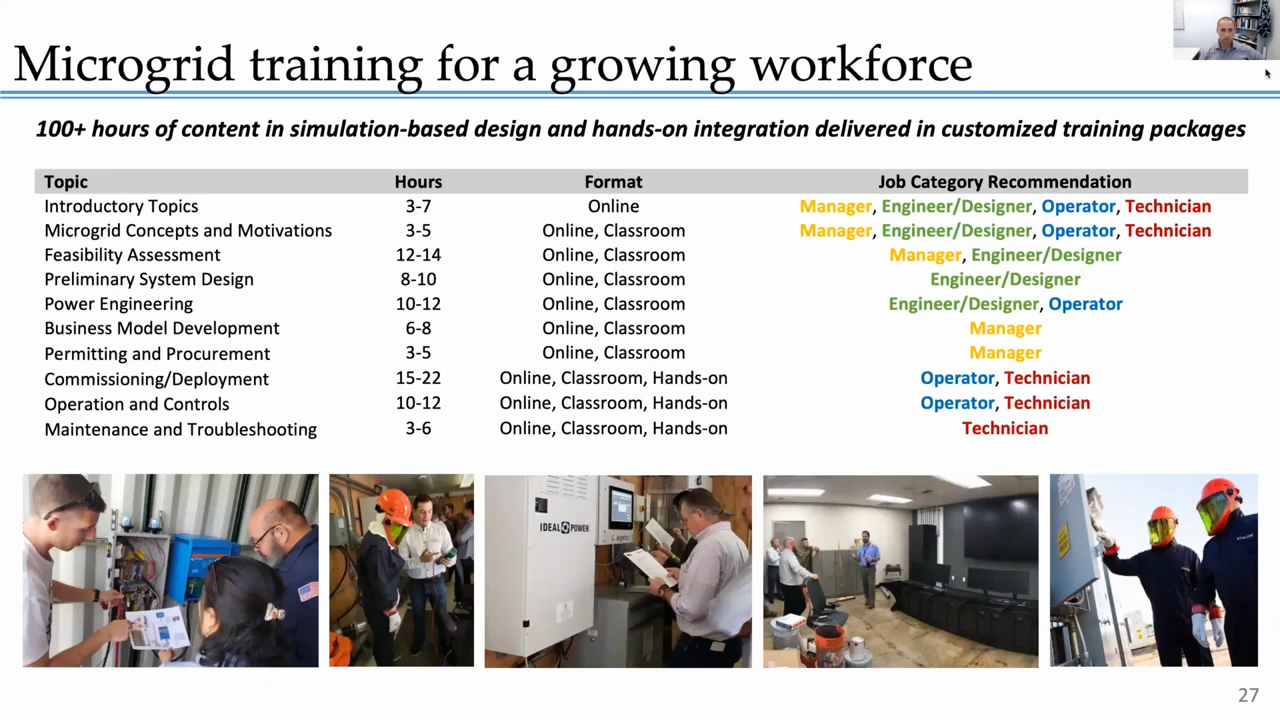 Microgrid training for a growing workforce
100+ hours of content in simulation-based design and hands-on integration delivered in customized training packages
Topic Hours Format Job Category Recommendation
Introductory Topics 3-7 Online Manager, Engineer/Designer, Operator, Technician
Microgrid Concepts and Motivations 3-5 Online, Classroom Manager, Engineer/Designer, Operator, Technician
Feasibility Assessment 12-14 Online, Classroom Manager, Engineer/Designer
Preliminary System Design 8-10 Online, Classroom Engineer/Designer
Power Engineering 10-12 Online, Classroom Engineer/Designer, Operator
Business Model Development 6-8 Online, Classroom Manager
Permitting and Procurement 3-5 Online, Classroom Manager
Commissioning/Deployment 15-22 Online, Classroom, Hands-on Operator, Technician
Operation and Controls 10-12 Online, Classroom, Hands-on Operator, Technician
Maintenance and Troubleshooting 3-6 Online, Classroom, Hands-on Technician
IDEAL POWER
27